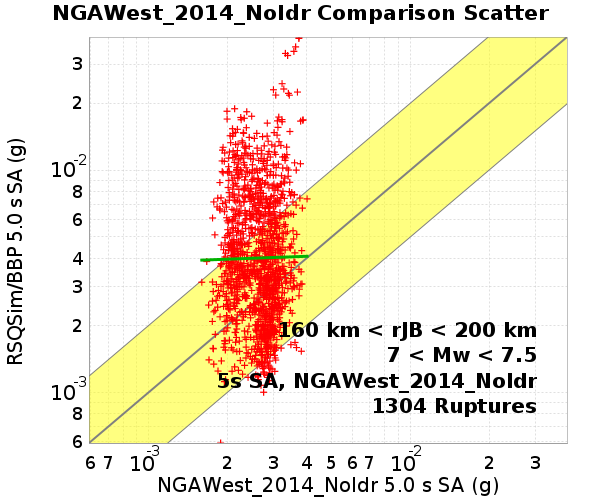 NGAWest_2014_NoIdr Comparison Scatter
3
2
10-2
8
6
4
3
2
10-3
8
6
RSQSim/BBP 5.0 s SA (g)
160 km < rJB < 200 km
7 < Mw < 7.5
5s SA, NGAWest_2014_NoIdr
1304 Ruptures
6 7 10-3 2 3 4 5 6 7 10-2 2 3
NGAWest_2014_NoIdr 5.0 s SA (g)